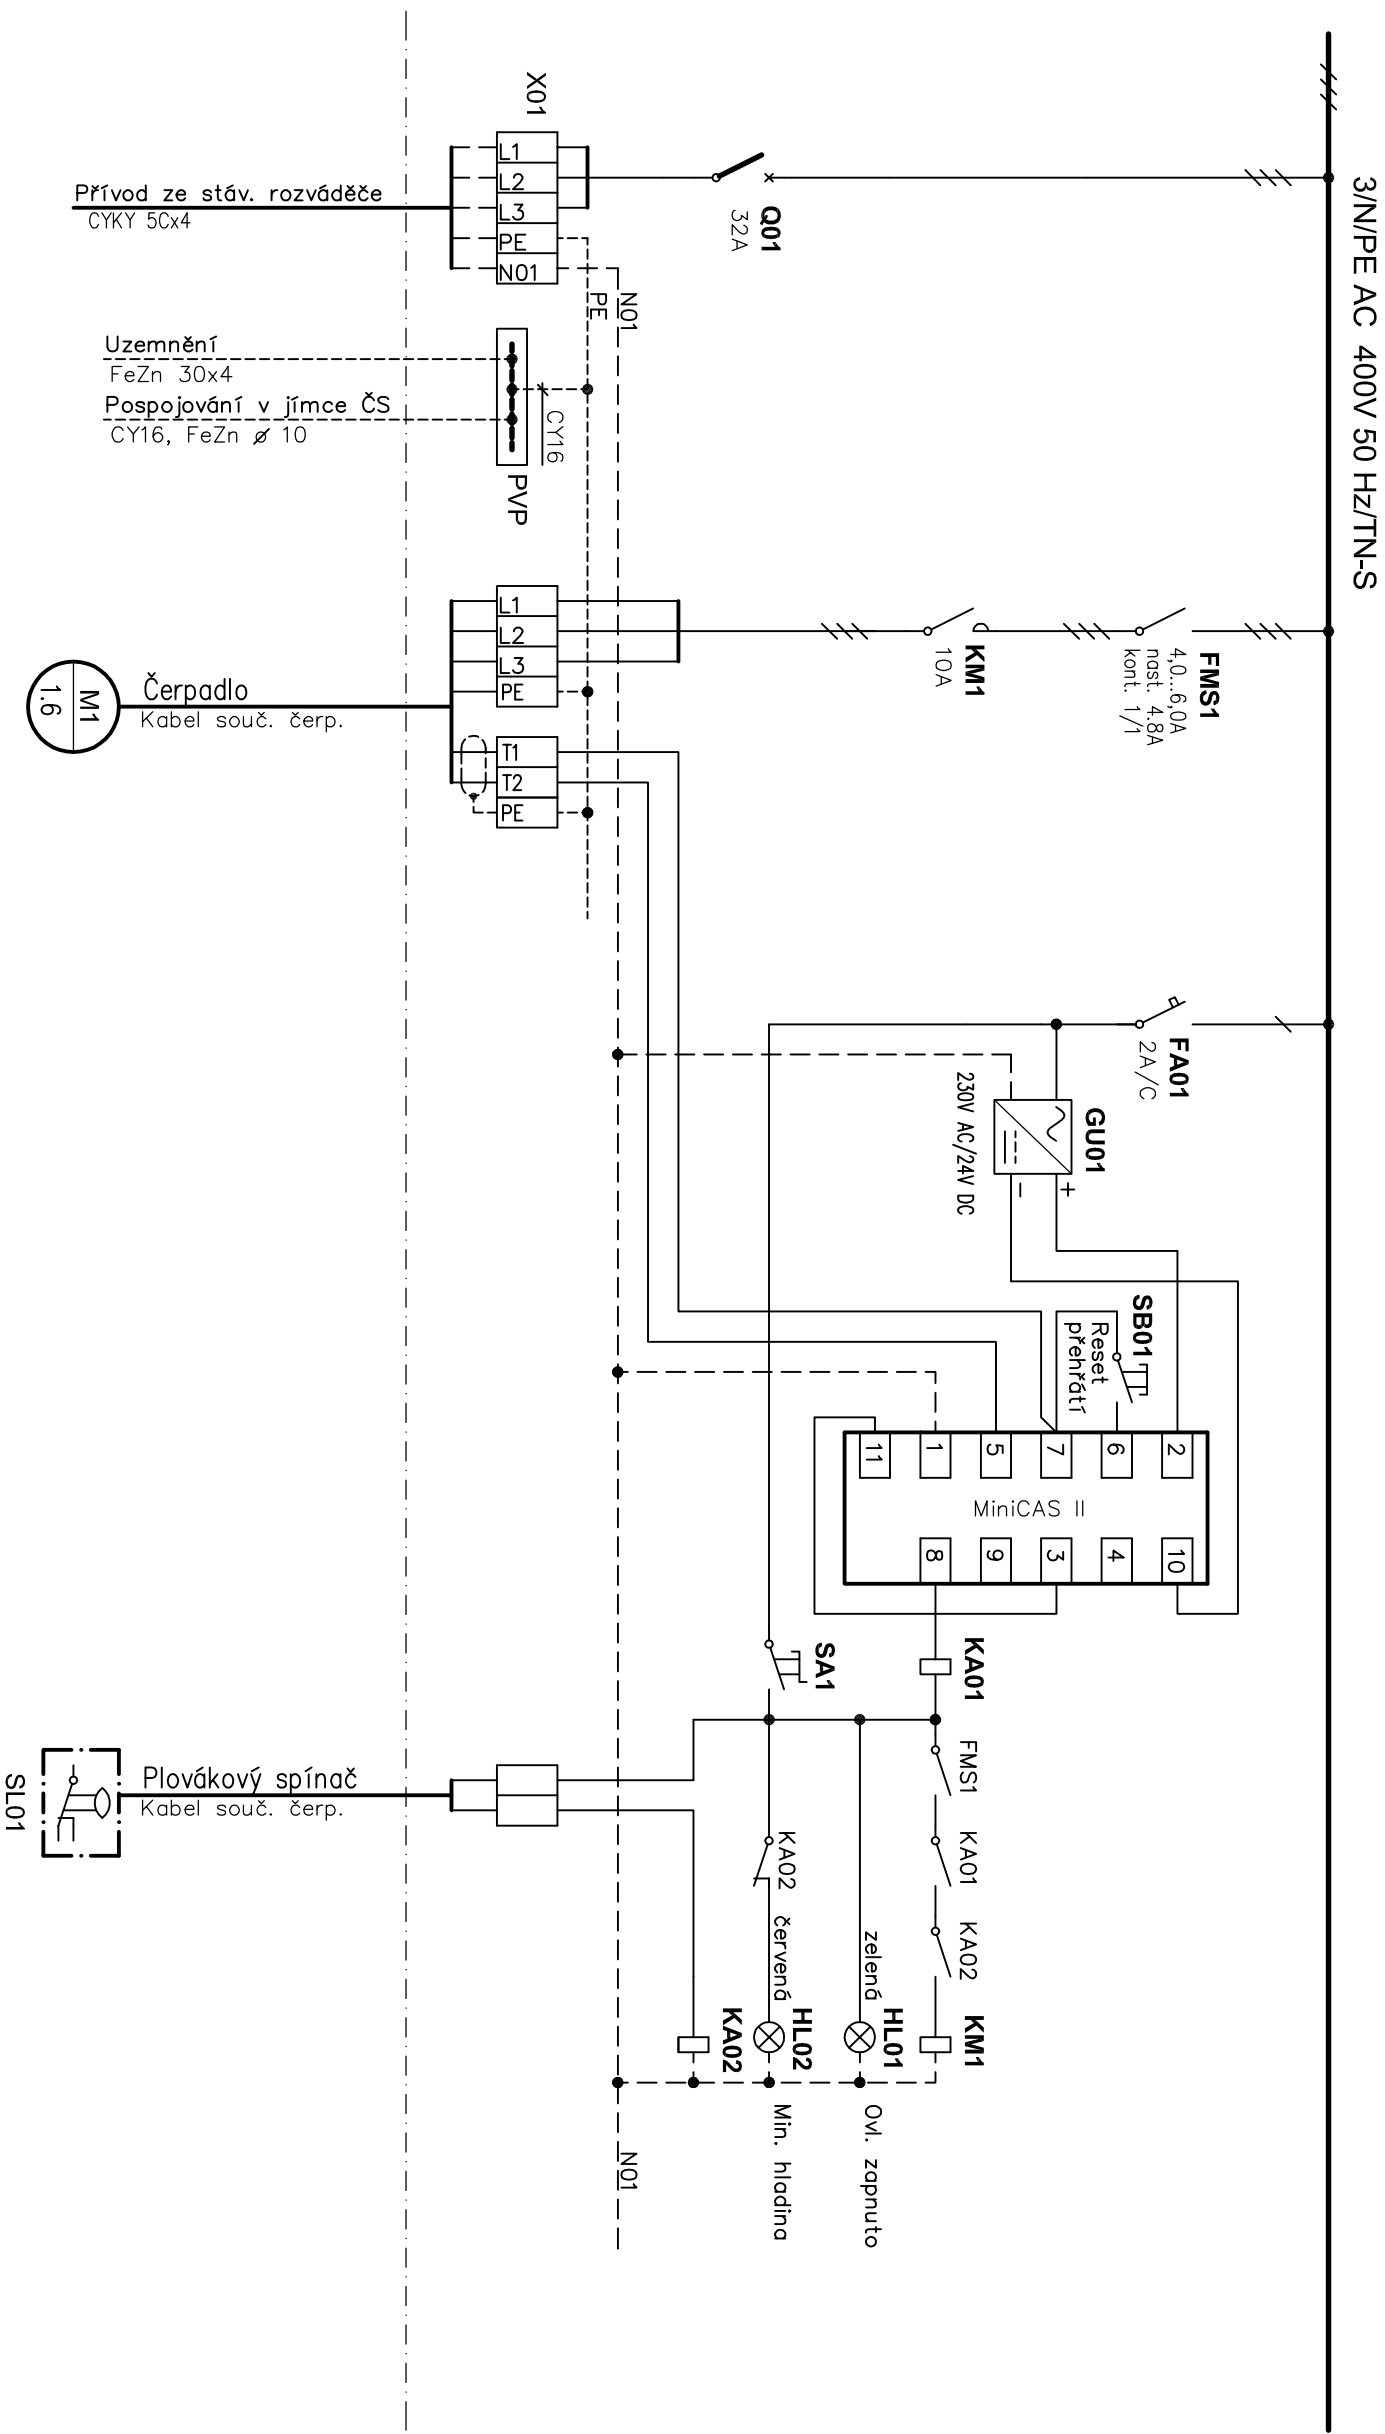 3/N/PE AC 400V 50 Hz/TN-S
Q01
32A
X01
L1
L2
L3
PE
N01
N01
PE
Přívod ze stáv. rozváděče
CYKY 5Cx4
Uzemnění
FeZn 30x4
Pospojování v jímce ČS
CY16, FeZn ⌀ 10
CY16
PVP
FMS1
4,0...6,0A
nast. 4.8A
kont. 1/1
KM1
10A
L1
L2
L3
PE
T1
T2
PE
Čerpadlo
Kabel souč. čerp.
M1
1.6
FA01
2A/C
GU01
+
−
230V AC/24V DC
SB01
Reset
přehřátí
2
6
7
5
1
11
MiniCAS II
10
4
3
9
8
KA01
SA1
FMS1
KA01
KA02
KM1
zelená
HL01
Ovl. zapnuto
KA02
červená
HL02
Min. hladina
KA02
N01
Plovákový spínač
Kabel souč. čerp.
SL01